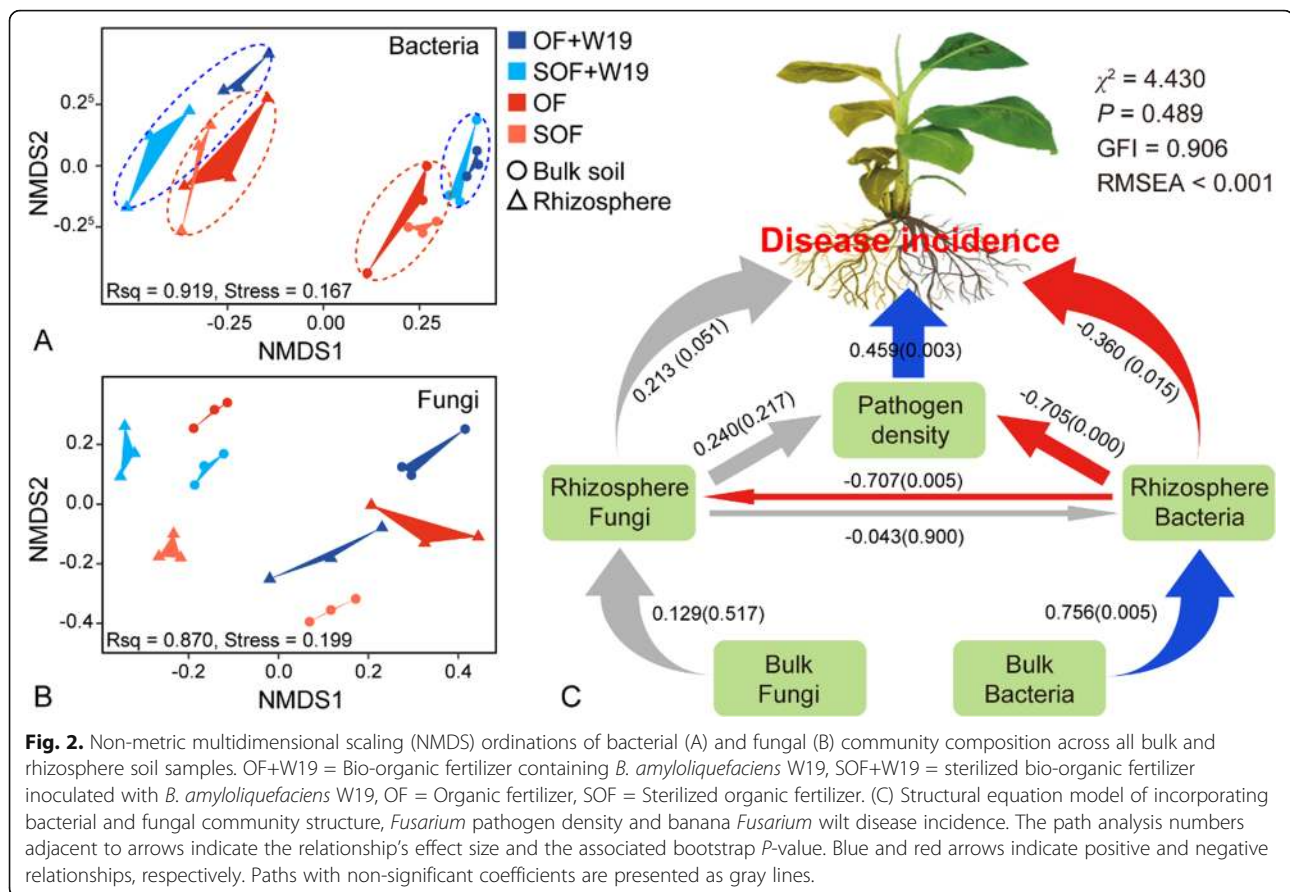 Bacteria
0.2⁵
0.0
-0.2⁵
NMDS2
Rsq = 0.919, Stress = 0.167
-0.25
0.00
0.25
NMDS1
A
OF+W19
SOF+W19
OF
SOF
Bulk soil
Rhizosphere
Fungi
0.2
0.0
-0.2
-0.4
NMDS2
Rsq = 0.870, Stress = 0.199
-0.2
0.0
0.2
0.4
NMDS1
B
χ² = 4.430
P = 0.489
GFI = 0.906
RMSEA < 0.001
Disease incidence
0.213 (0.051)
0.459(0.003)
-0.360 (0.015)
0.240(0.217)
Pathogen
density
-0.705(0.000)
Rhizosphere
Fungi
-0.707(0.005)
-0.043(0.900)
Rhizosphere
Bacteria
0.129(0.517)
0.756(0.005)
Bulk
Fungi
Bulk
Bacteria
C
Fig. 2. Non-metric multidimensional scaling (NMDS) ordinations of bacterial (A) and fungal (B) community composition across all bulk and
rhizosphere soil samples. OF+W19 = Bio-organic fertilizer containing B. amyloliquefaciens W19, SOF+W19 = sterilized bio-organic fertilizer
inoculated with B. amyloliquefaciens W19, OF = Organic fertilizer, SOF = Sterilized organic fertilizer. (C) Structural equation model of incorporating
bacterial and fungal community structure, Fusarium pathogen density and banana Fusarium wilt disease incidence. The path analysis numbers
adjacent to arrows indicate the relationship's effect size and the associated bootstrap P-value. Blue and red arrows indicate positive and negative
relationships, respectively. Paths with non-significant coefficients are presented as gray lines.